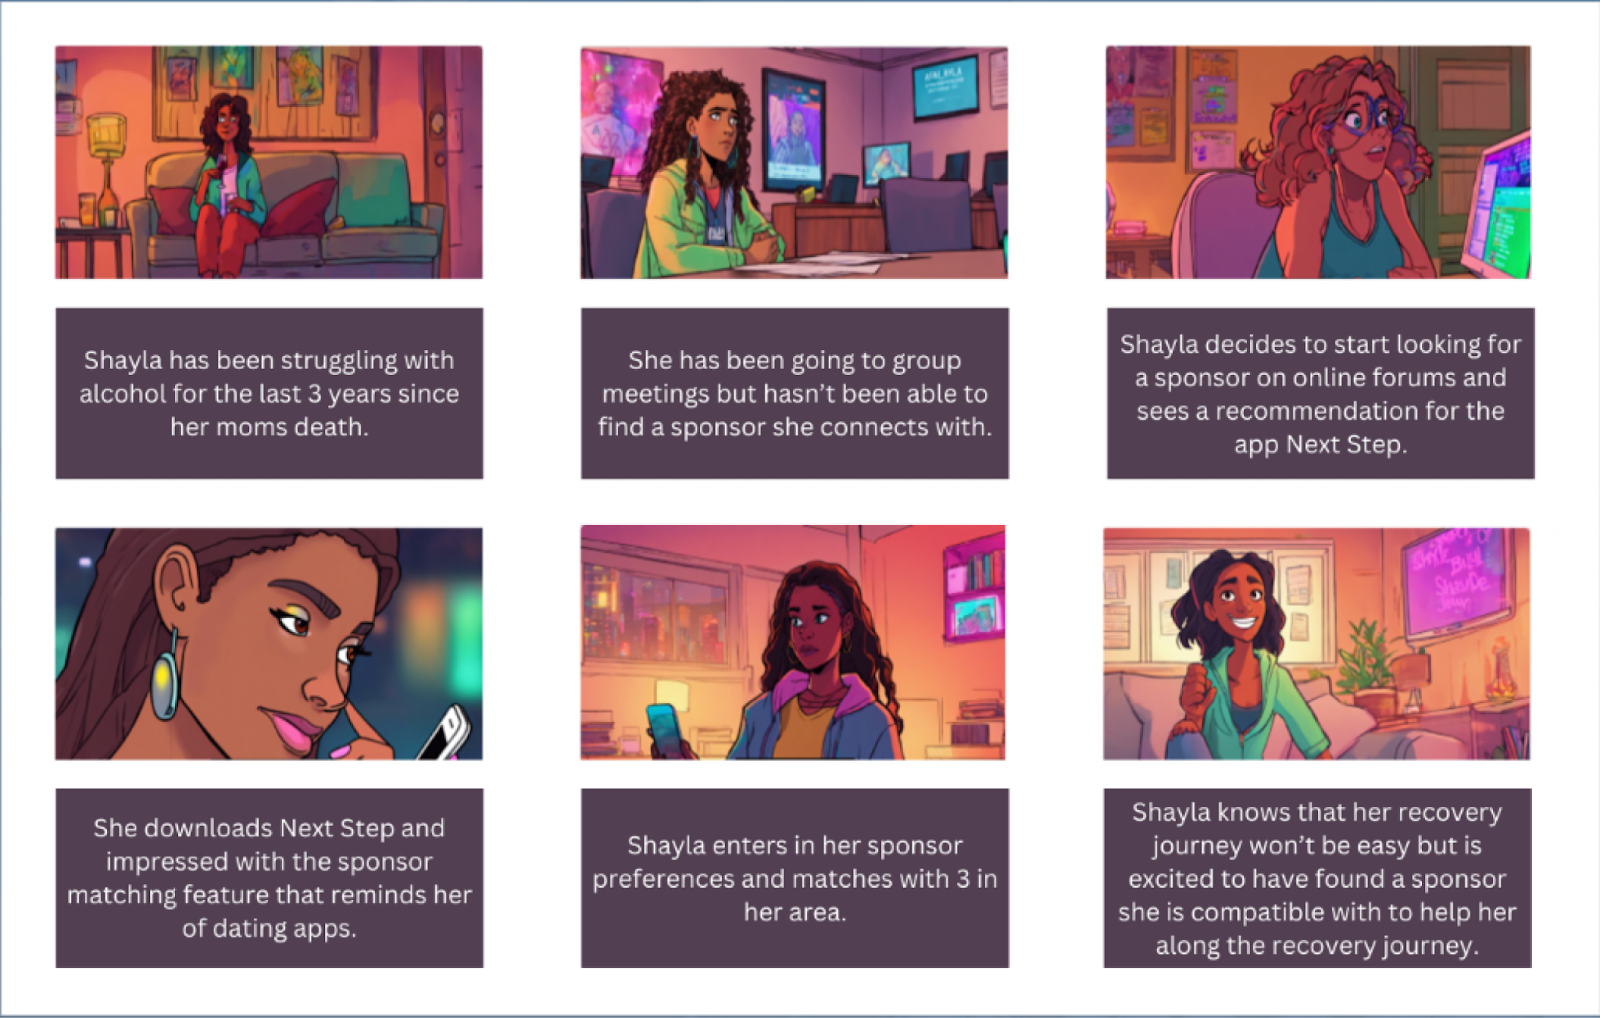 Shayla has been struggling with
alcohol for the last 3 years since
her moms death.
She has been going to group
meetings but hasn't been able to
find a sponsor she connects with.
Shayla decides to start looking for
a sponsor on online forums and
sees a recommendation for the
app Next Step.
She downloads Next Step and
impressed with the sponsor
matching feature that reminds her
of dating apps.
Shayla enters in her sponsor
preferences and matches with 3 in
her area.
Shayla knows that her recovery
journey won't be easy but is
excited to have found a sponsor
she is compatible with to help her
along the recovery journey.